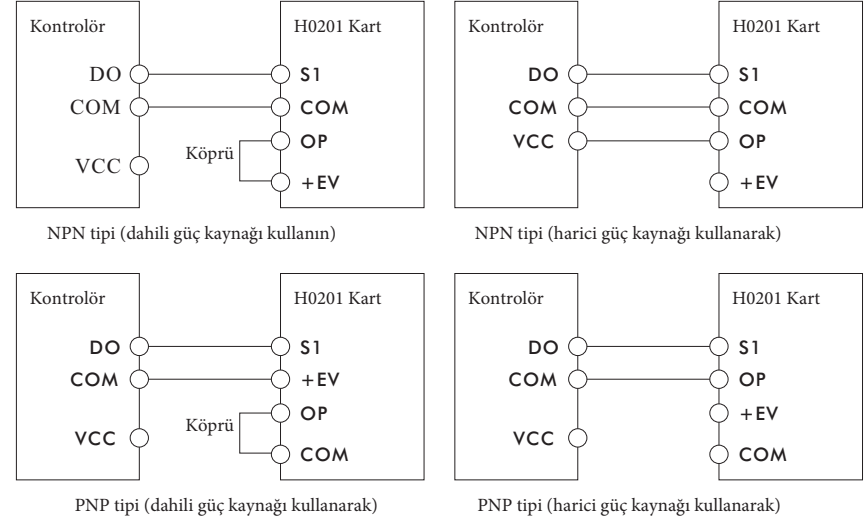 Kontrolör
H0201 Kart
DO
S1
COM
COM
OP
VCC
Köprü
+EV
NPN tipi (dahili güç kaynağı kullanın)
Kontrolör
H0201 Kart
DO
S1
COM
COM
VCC
OP
+EV
NPN tipi (harici güç kaynağı kullanarak)
Kontrolör
H0201 Kart
DO
S1
COM
+EV
OP
VCC
Köprü
COM
PNP tipi (dahili güç kaynağı kullanarak)
Kontrolör
H0201 Kart
DO
S1
COM
OP
+EV
VCC
COM
PNP tipi (harici güç kaynağı kullanarak)